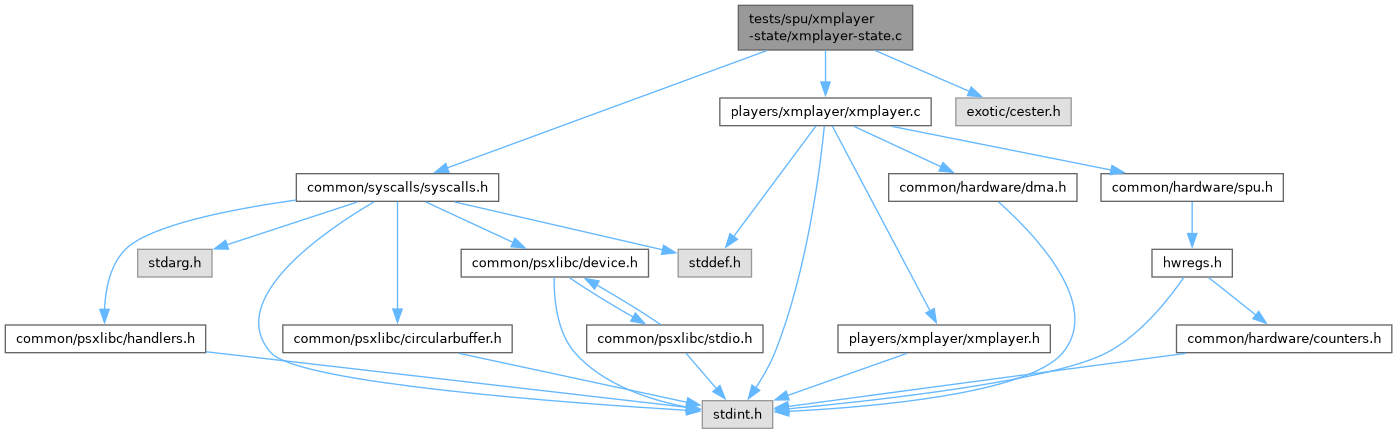 tests/spu/xmplayer
-state/xmplayer-state.c
players/xmplayer/xmplayer.c
exotic/cester.h
common/syscalls/syscalls.h
common/hardware/dma.h
common/hardware/spu.h
stdarg.h
common/psxlibc/device.h
stddef.h
hwregs.h
common/psxlibc/handlers.h
common/psxlibc/circularbuffer.h
common/psxlibc/stdio.h
players/xmplayer/xmplayer.h
common/hardware/counters.h
stdint.h